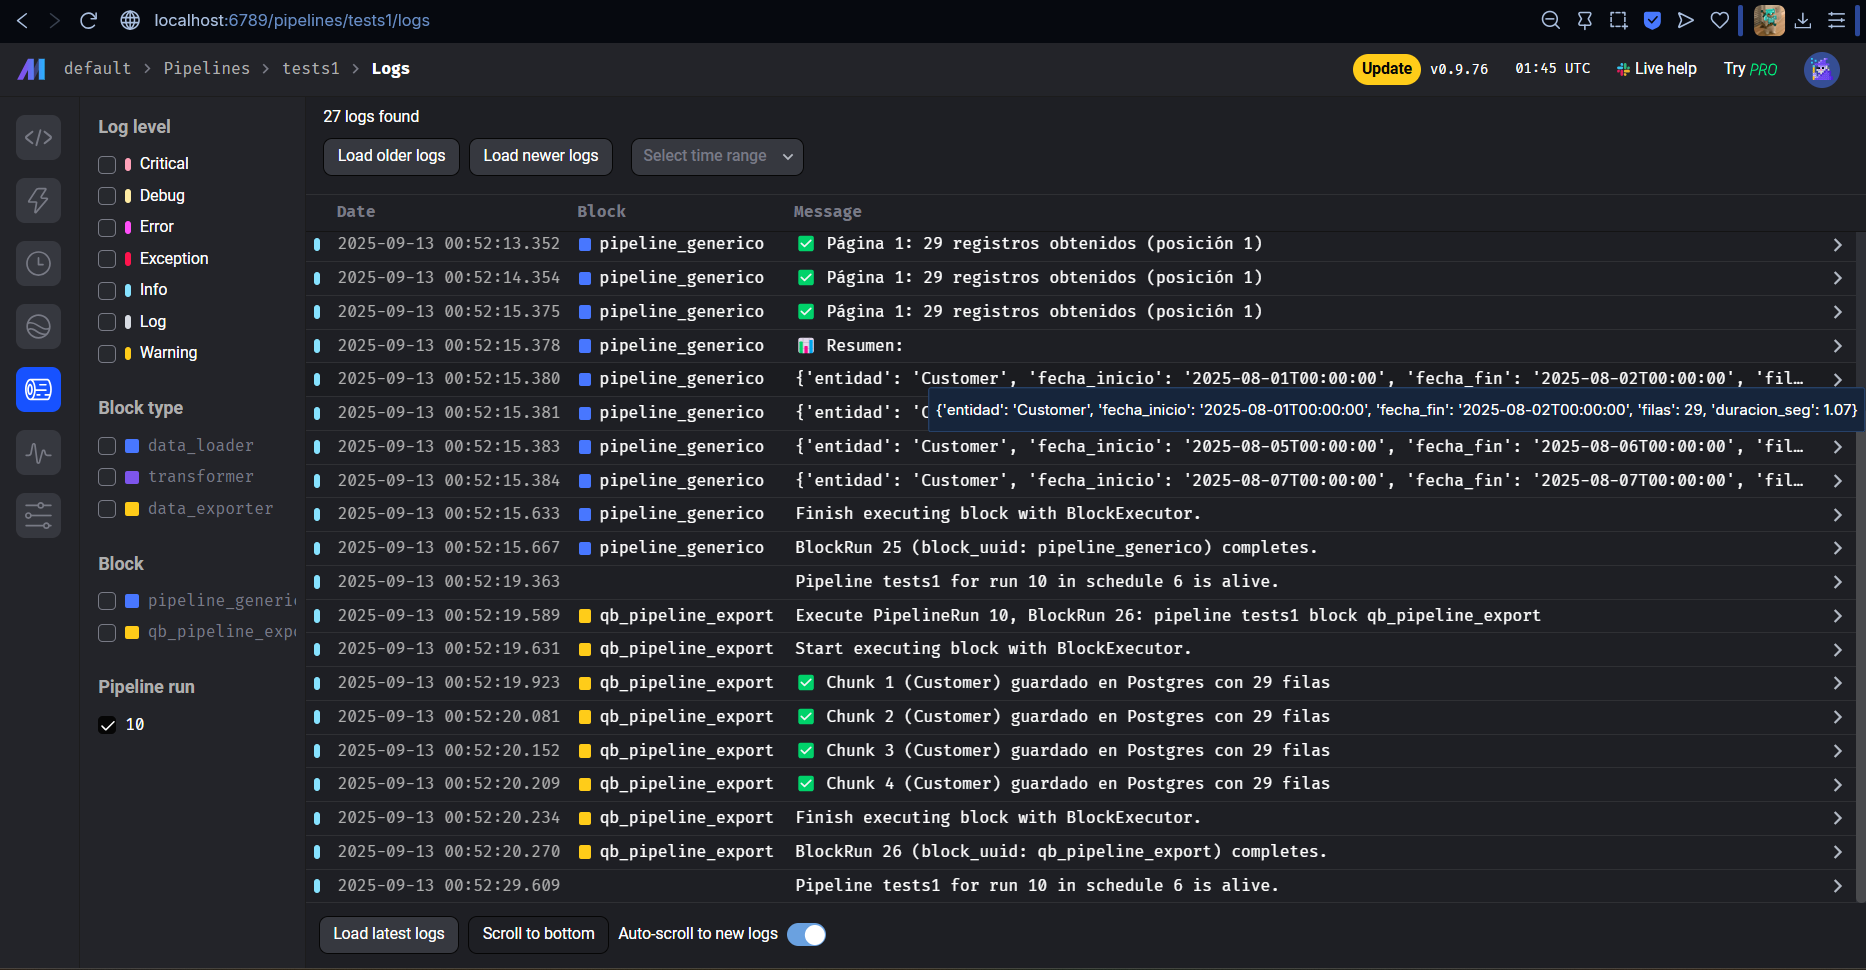 localhost:6789/pipelines/tests1/logs
default > Pipelines > tests1 > Logs
Update v0.9.76 01:45 UTC Live help Try PRO
Log level
Critical
Debug
Error
Exception
Info
Log
Warning
Block type
data_loader
transformer
data_exporter
Block
pipeline_generic
qb_pipeline_expo
Pipeline run
10
27 logs found
Load older logs Load newer logs Select time range
Date Block Message
2025-09-13 00:52:13.352 pipeline_generico ✅ Página 1: 29 registros obtenidos (posición 1)
2025-09-13 00:52:14.354 pipeline_generico ✅ Página 1: 29 registros obtenidos (posición 1)
2025-09-13 00:52:15.375 pipeline_generico ✅ Página 1: 29 registros obtenidos (posición 1)
2025-09-13 00:52:15.378 pipeline_generico 📊 Resumen:
2025-09-13 00:52:15.380 pipeline_generico {'entidad': 'Customer', 'fecha_inicio': '2025-08-01T00:00:00', 'fecha_fin': '2025-08-02T00:00:00', 'fil…
2025-09-13 00:52:15.381 pipeline_generico {'entidad': 'C
{'entidad': 'Customer', 'fecha_inicio': '2025-08-01T00:00:00', 'fecha_fin': '2025-08-02T00:00:00', 'filas': 29, 'duracion_seg': 1.07}
2025-09-13 00:52:15.383 pipeline_generico {'entidad': 'Customer', 'fecha_inicio': '2025-08-05T00:00:00', 'fecha_fin': '2025-08-06T00:00:00', 'fil…
2025-09-13 00:52:15.384 pipeline_generico {'entidad': 'Customer', 'fecha_inicio': '2025-08-07T00:00:00', 'fecha_fin': '2025-08-07T00:00:00', 'fil…
2025-09-13 00:52:15.633 pipeline_generico Finish executing block with BlockExecutor.
2025-09-13 00:52:15.667 pipeline_generico BlockRun 25 (block_uuid: pipeline_generico) completes.
2025-09-13 00:52:19.363 Pipeline tests1 for run 10 in schedule 6 is alive.
2025-09-13 00:52:19.589 qb_pipeline_export Execute PipelineRun 10, BlockRun 26: pipeline tests1 block qb_pipeline_export
2025-09-13 00:52:19.631 qb_pipeline_export Start executing block with BlockExecutor.
2025-09-13 00:52:19.923 qb_pipeline_export ✅ Chunk 1 (Customer) guardado en Postgres con 29 filas
2025-09-13 00:52:20.081 qb_pipeline_export ✅ Chunk 2 (Customer) guardado en Postgres con 29 filas
2025-09-13 00:52:20.152 qb_pipeline_export ✅ Chunk 3 (Customer) guardado en Postgres con 29 filas
2025-09-13 00:52:20.209 qb_pipeline_export ✅ Chunk 4 (Customer) guardado en Postgres con 29 filas
2025-09-13 00:52:20.234 qb_pipeline_export Finish executing block with BlockExecutor.
2025-09-13 00:52:20.270 qb_pipeline_export BlockRun 26 (block_uuid: qb_pipeline_export) completes.
2025-09-13 00:52:29.609 Pipeline tests1 for run 10 in schedule 6 is alive.
Load latest logs Scroll to bottom Auto-scroll to new logs